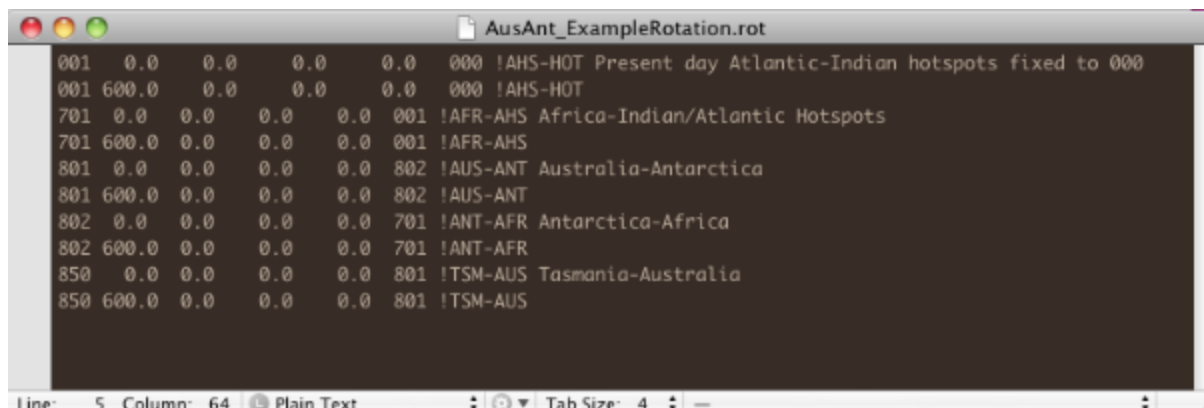 AusAnt_ExampleRotation.rot
001 0.0 0.0 0.0 0.0 000 !AHS-HOT Present day Atlantic-Indian hotspots fixed to 000
001 600.0 0.0 0.0 0.0 000 !AHS-HOT
701 0.0 0.0 0.0 0.0 001 !AFR-AHS Africa-Indian/Atlantic Hotspots
701 600.0 0.0 0.0 0.0 001 !AFR-AHS
801 0.0 0.0 0.0 0.0 802 !AUS-ANT Australia-Antarctica
801 600.0 0.0 0.0 0.0 802 !AUS-ANT
802 0.0 0.0 0.0 0.0 701 !ANT-AFR Antarctica-Africa
802 600.0 0.0 0.0 0.0 701 !ANT-AFR
850 0.0 0.0 0.0 0.0 801 !TSM-AUS Tasmania-Australia
850 600.0 0.0 0.0 0.0 801 !TSM-AUS
Line: 5 Column: 64 Plain Text Tab Size: 4 —